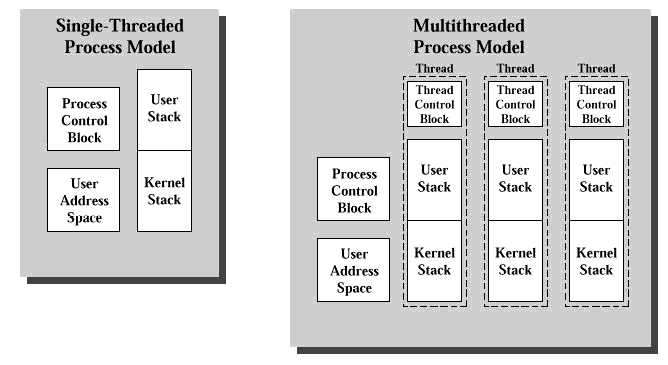 Single-Threaded
Process Model
Process
Control
Block
User
Stack
User
Address
Space
Kernel
Stack
Multithreaded
Process Model
Thread
Thread
Thread
Thread
Control
Block
Thread
Control
Block
Thread
Control
Block
Process
Control
Block
User
Stack
User
Stack
User
Stack
User
Address
Space
Kernel
Stack
Kernel
Stack
Kernel
Stack